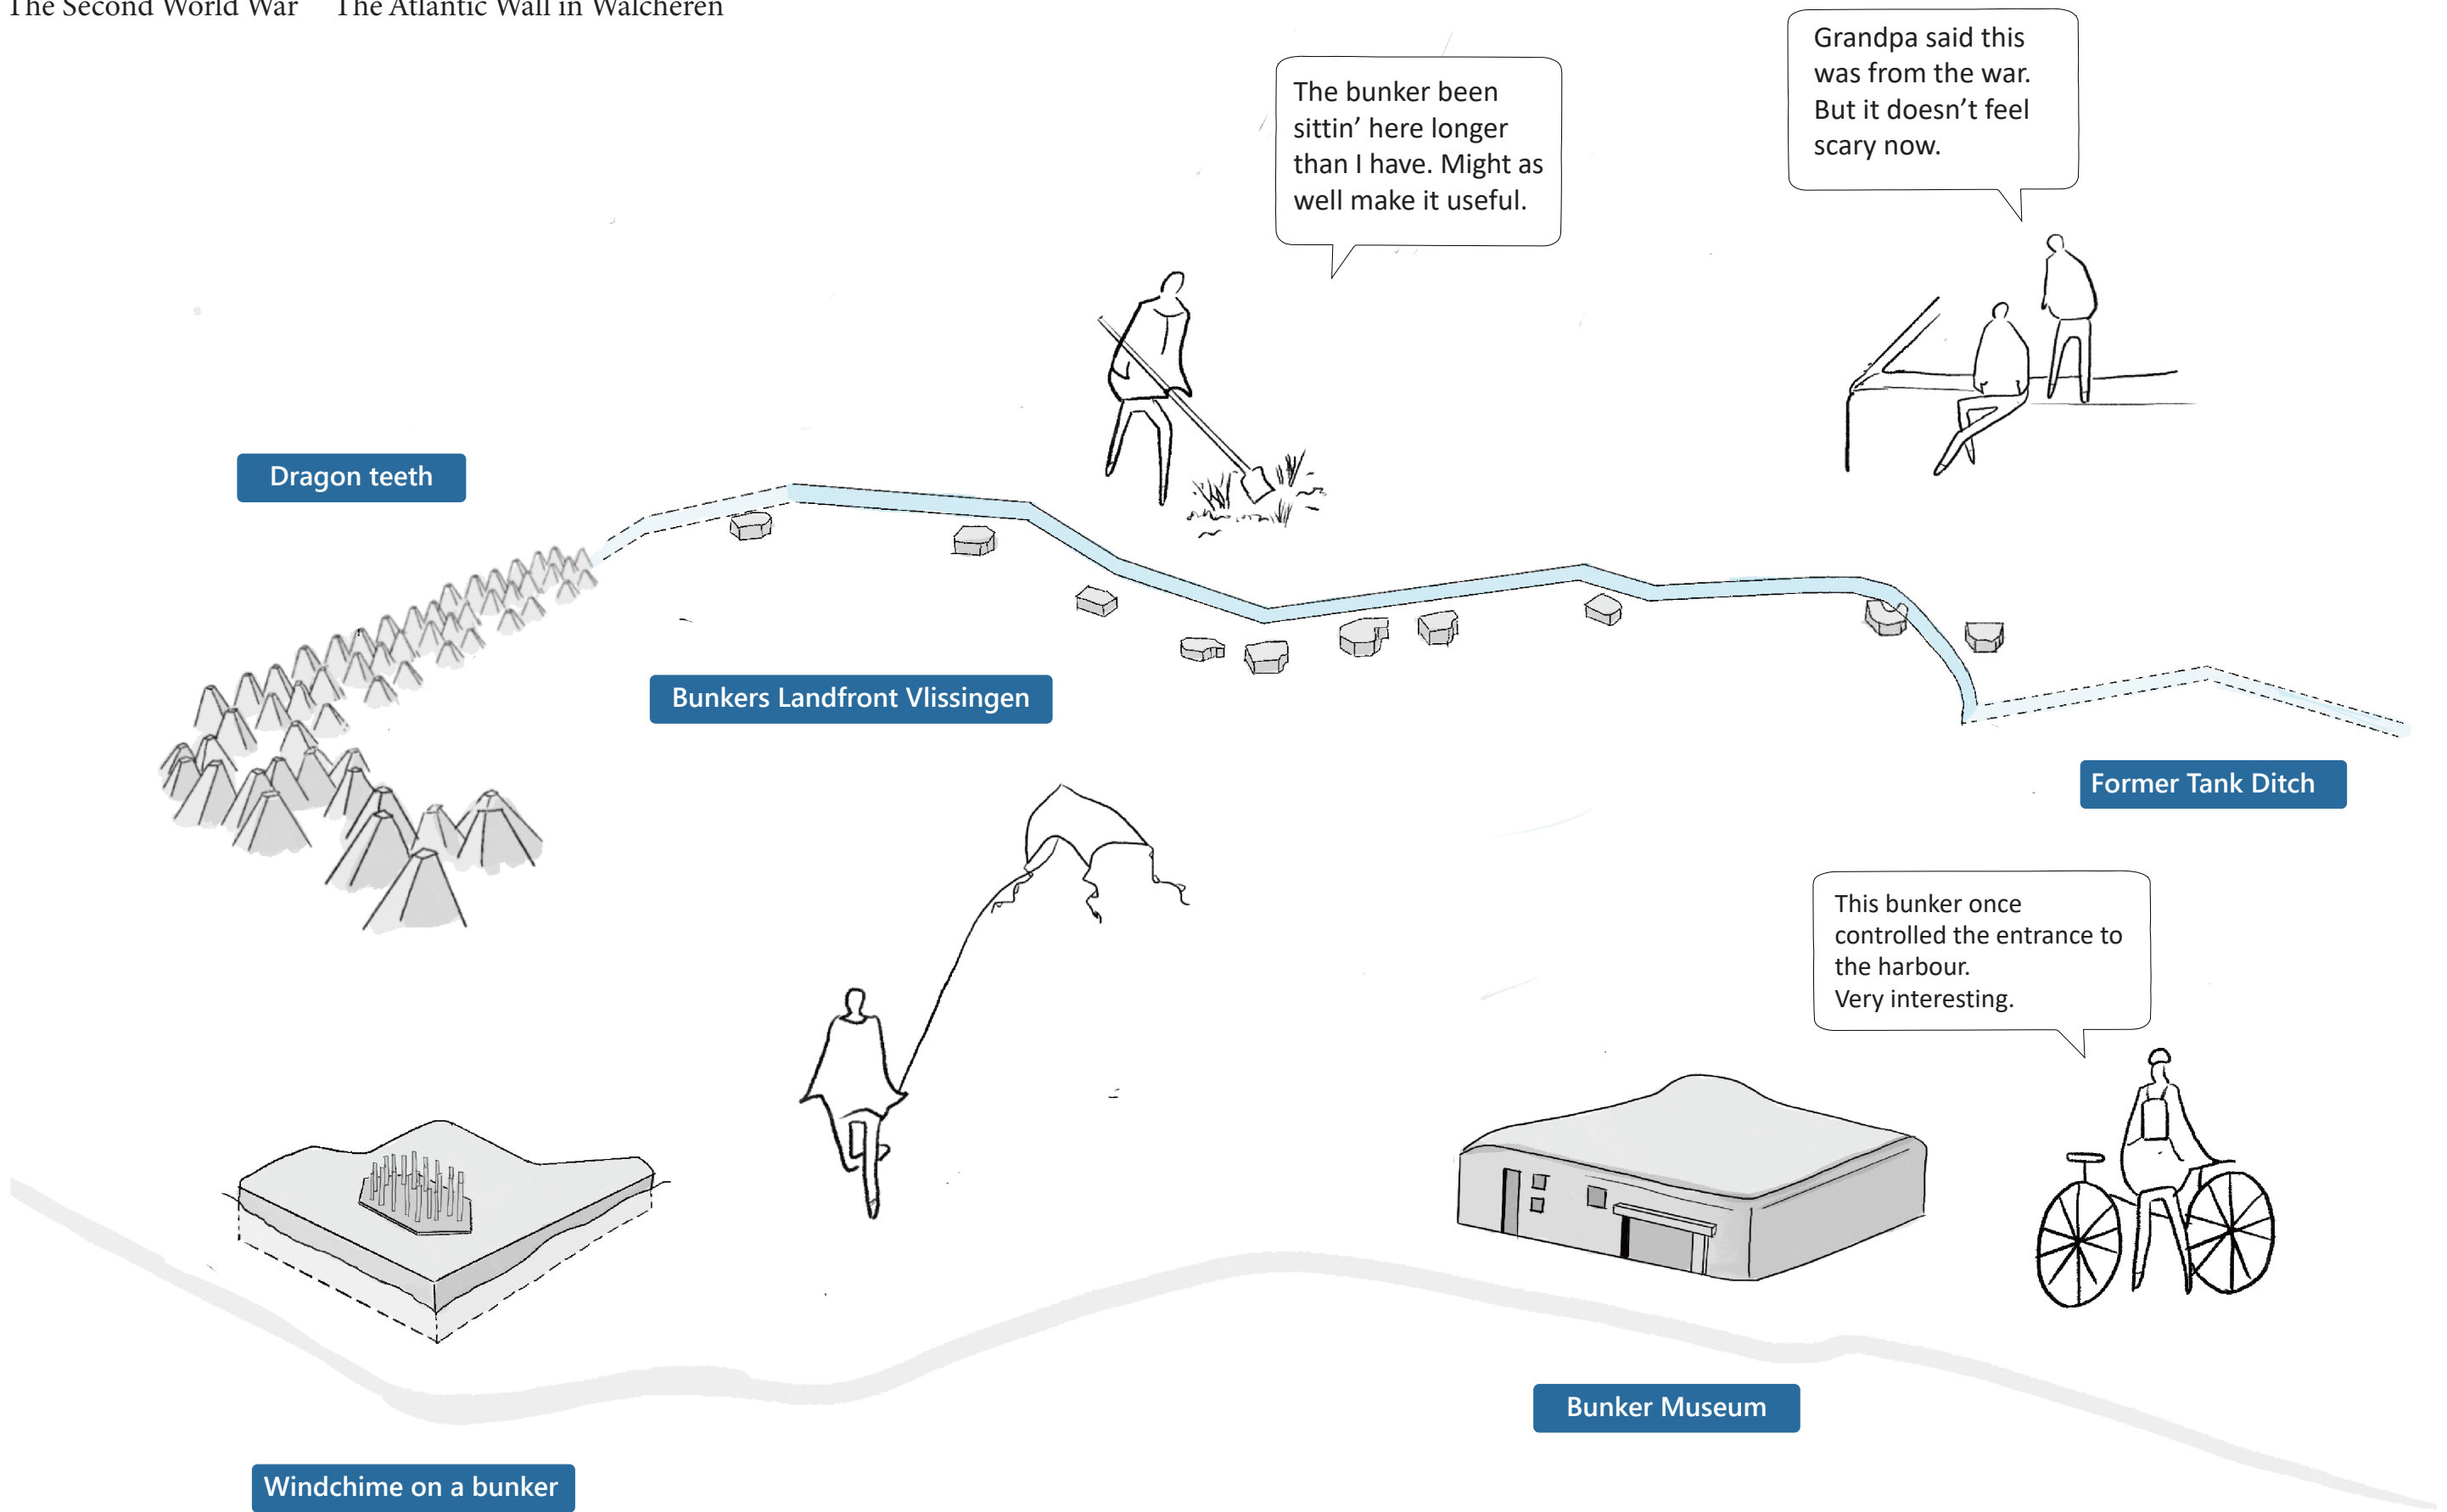 The Second World War    The Atlantic Wall in Walcheren
Grandpa said this
was from the war.
But it doesn't feel
scary now.
The bunker been
sittin' here longer
than I have. Might as
well make it useful.
Dragon teeth
Bunkers Landfront Vlissingen
Former Tank Ditch
This bunker once
controlled the entrance to
the harbour.
Very interesting.
Bunker Museum
Windchime on a bunker